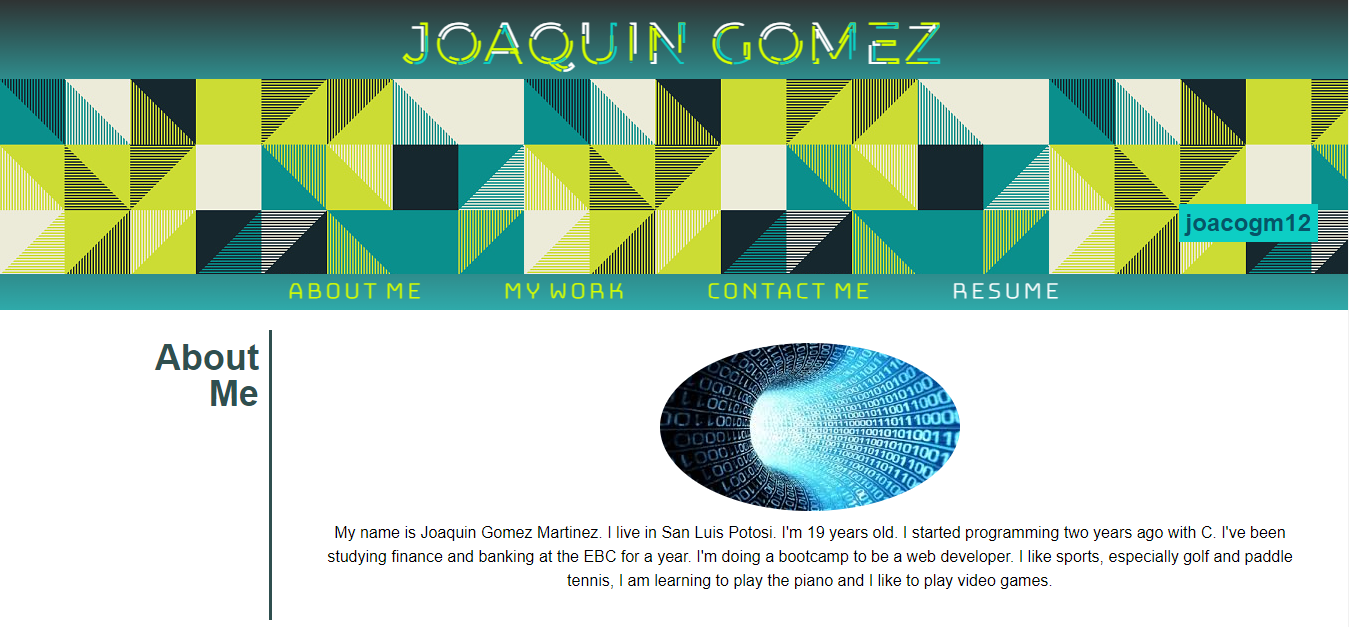 JOAQUIN GOMEZ
joacogm12
ABOUT ME
MY WORK
CONTACT ME
RESUME
About
Me
My name is Joaquin Gomez Martinez. I live in San Luis Potosi. I'm 19 years old. I started programming two years ago with C. I've been
studying finance and banking at the EBC for a year. I'm doing a bootcamp to be a web developer. I like sports, especially golf and paddle
tennis, I am learning to play the piano and I like to play video games.